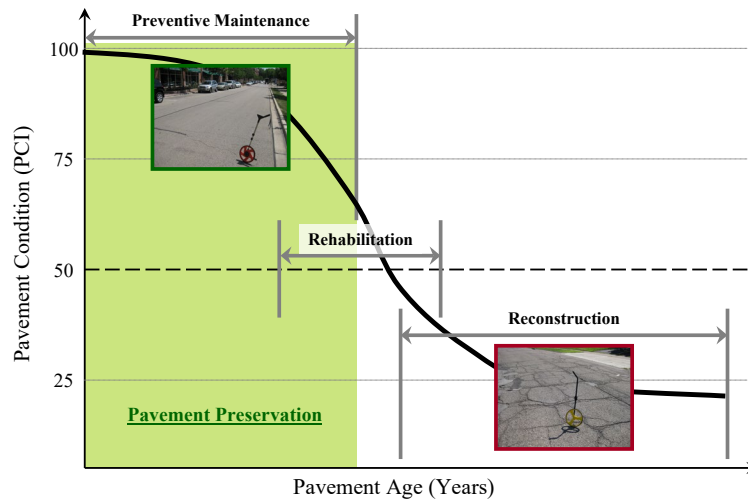 Preventive Maintenance
100
75
Rehabilitation
50
Reconstruction
25
Pavement Preservation
Pavement Condition (PCI)
Pavement Age (Years)